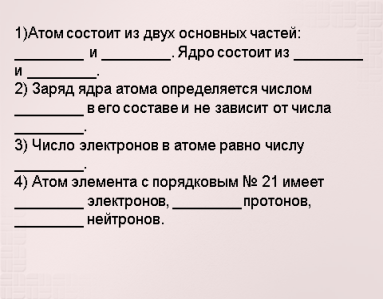 1)Атом состоит из двух основных частей:
________ и ________. Ядро состоит из ________
и ________.
2) Заряд ядра атома определяется числом
________ в его составе и не зависит от числа
________.
3) Число электронов в атоме равно числу
________.
4) Атом элемента с порядковым № 21 имеет
________ электронов, ________ протонов,
________ нейтронов.